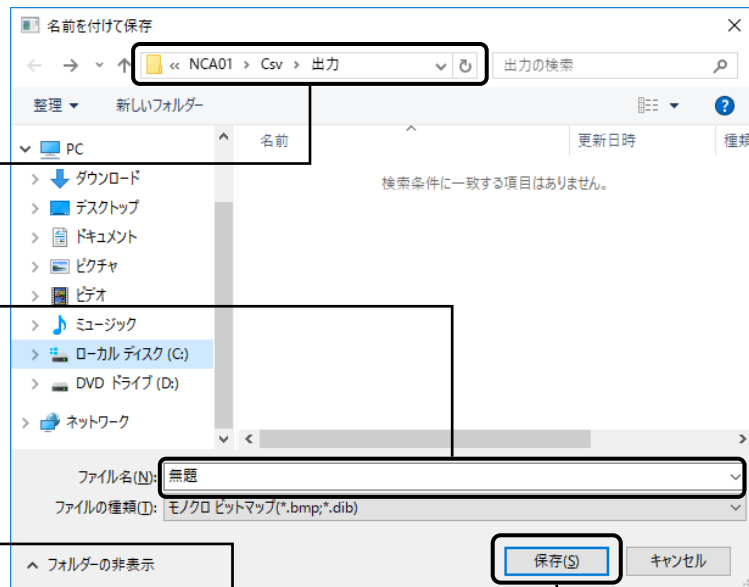 名前を付けて保存
« NCA01 › Csv › 出力
出力の検索
整理
新しいフォルダー
?
名前
更新日時
種類
検索条件に一致する項目はありません。
PC
ダウンロード
デスクトップ
ドキュメント
ピクチャ
ビデオ
ミュージック
ローカル ディスク (C:)
DVD ドライブ (D:)
ネットワーク
ファイル名(N): 無題
ファイルの種類(T): モノクロ ビットマップ(*.bmp;*.dib)
フォルダーの非表示
保存(S)
キャンセル